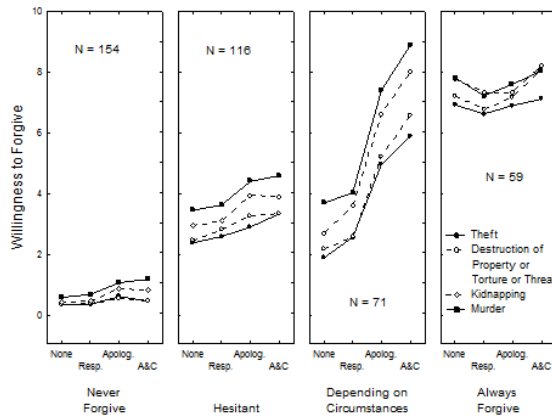 10
8
6
4
2
0
Willingness to Forgive
N = 154
N = 116
N = 71
N = 59
Theft
Destruction of
Property or
Torture or Threat
Kidnapping
Murder
None Apolog. None Apolog. None Apolog. None Apolog.
Resp. A&C Resp. A&C Resp. A&C Resp. A&C
Never Depending on Always
Forgive Hesitant Circumstances Forgive